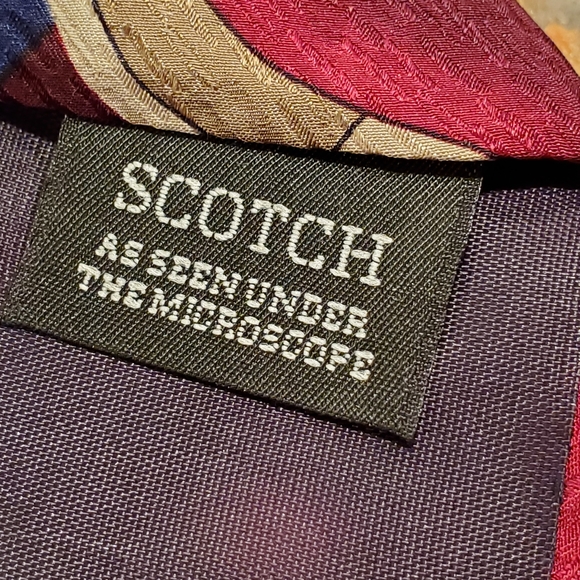 SCOTCH
AS SEEN UNDER
THE MICROSCOPE